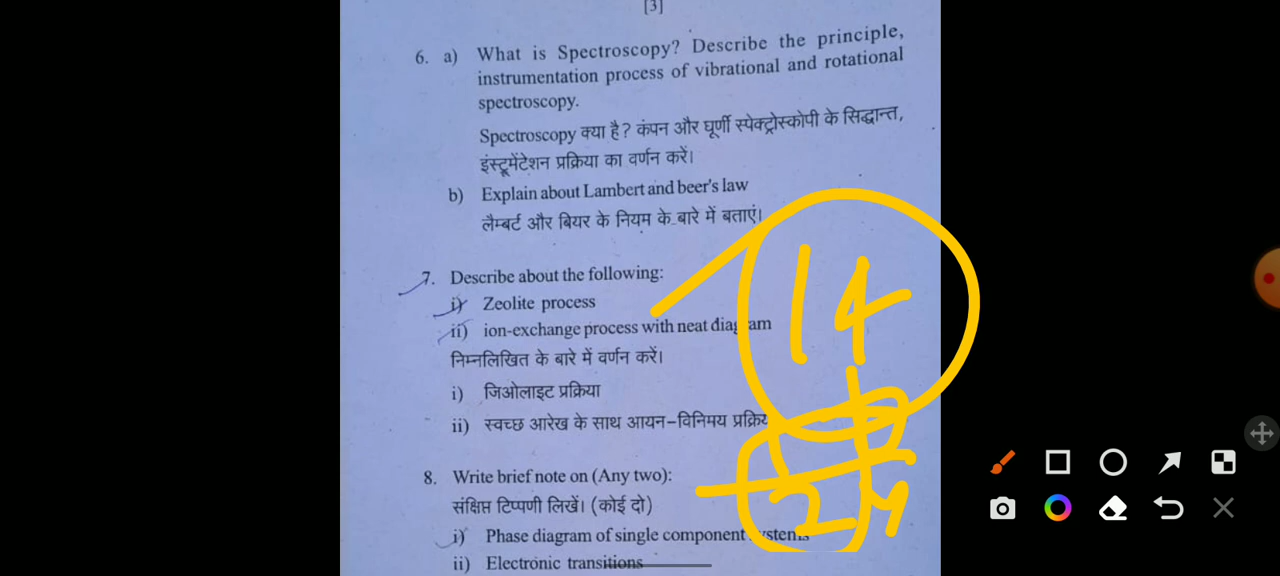 [3]
6. a) What is Spectroscopy? Describe the principle,
instrumentation process of vibrational and rotational
spectroscopy.
Spectroscopy क्या है? कंपन और घूर्णी स्पेक्ट्रोस्कोपी के सिद्धान्त,
इंस्ट्रूमेंटेशन प्रक्रिया का वर्णन करें।
b) Explain about Lambert and beer's law
लैम्बर्ट और बियर के नियम के बारे में बताएं।
7. Describe about the following:
i) Zeolite process
ii) ion-exchange process with neat diagram
निम्नलिखित के बारे में वर्णन करें।
i) जिओलाइट प्रक्रिया
ii) स्वच्छ आरेख के साथ आयन-विनिमय
14
8. Write brief note on (Any two):
संक्षिप्त टिप्पणी लिखें। (कोई दो)
i) Phase diagram of single component systems
ii) Electronic transitions